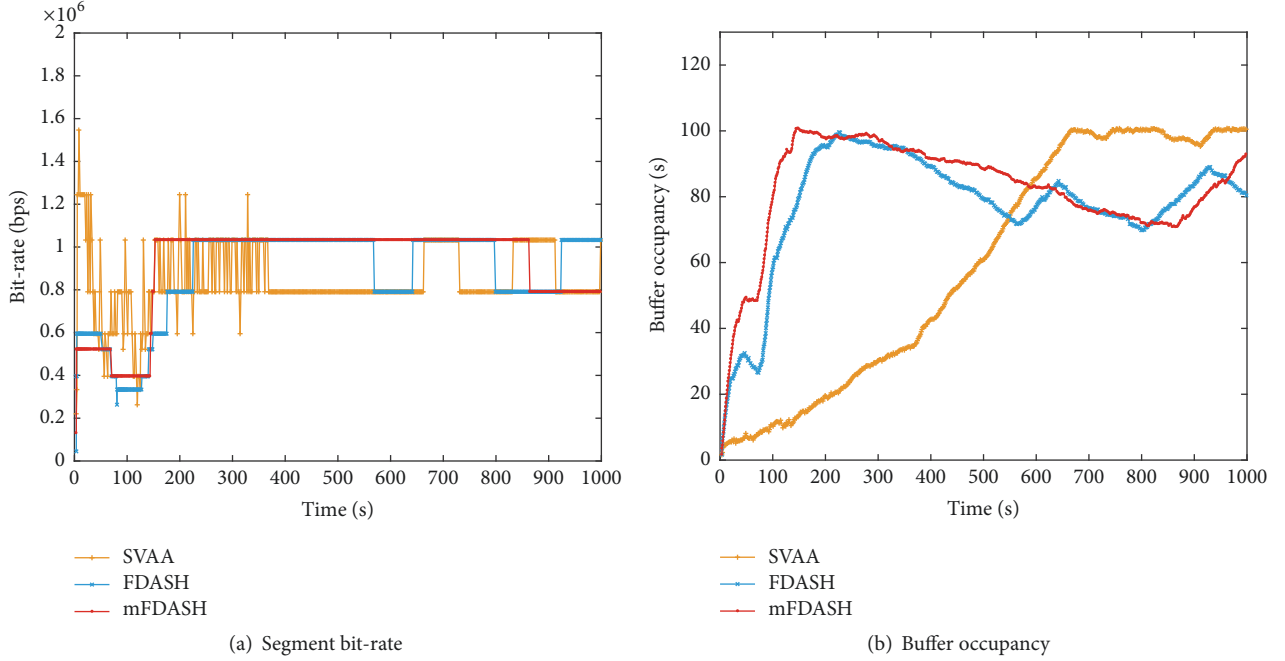 ×10⁶
2
1.8
1.6
1.4
1.2
1
0.8
0.6
0.4
0.2
0
Bit-rate (bps)
0 100 200 300 400 500 600 700 800 900 1000
Time (s)
SVAA
FDASH
mFDASH
(a) Segment bit-rate
120
100
80
60
40
20
0
Buffer occupancy (s)
0 100 200 300 400 500 600 700 800 900 1000
Time (s)
SVAA
FDASH
mFDASH
(b) Buffer occupancy